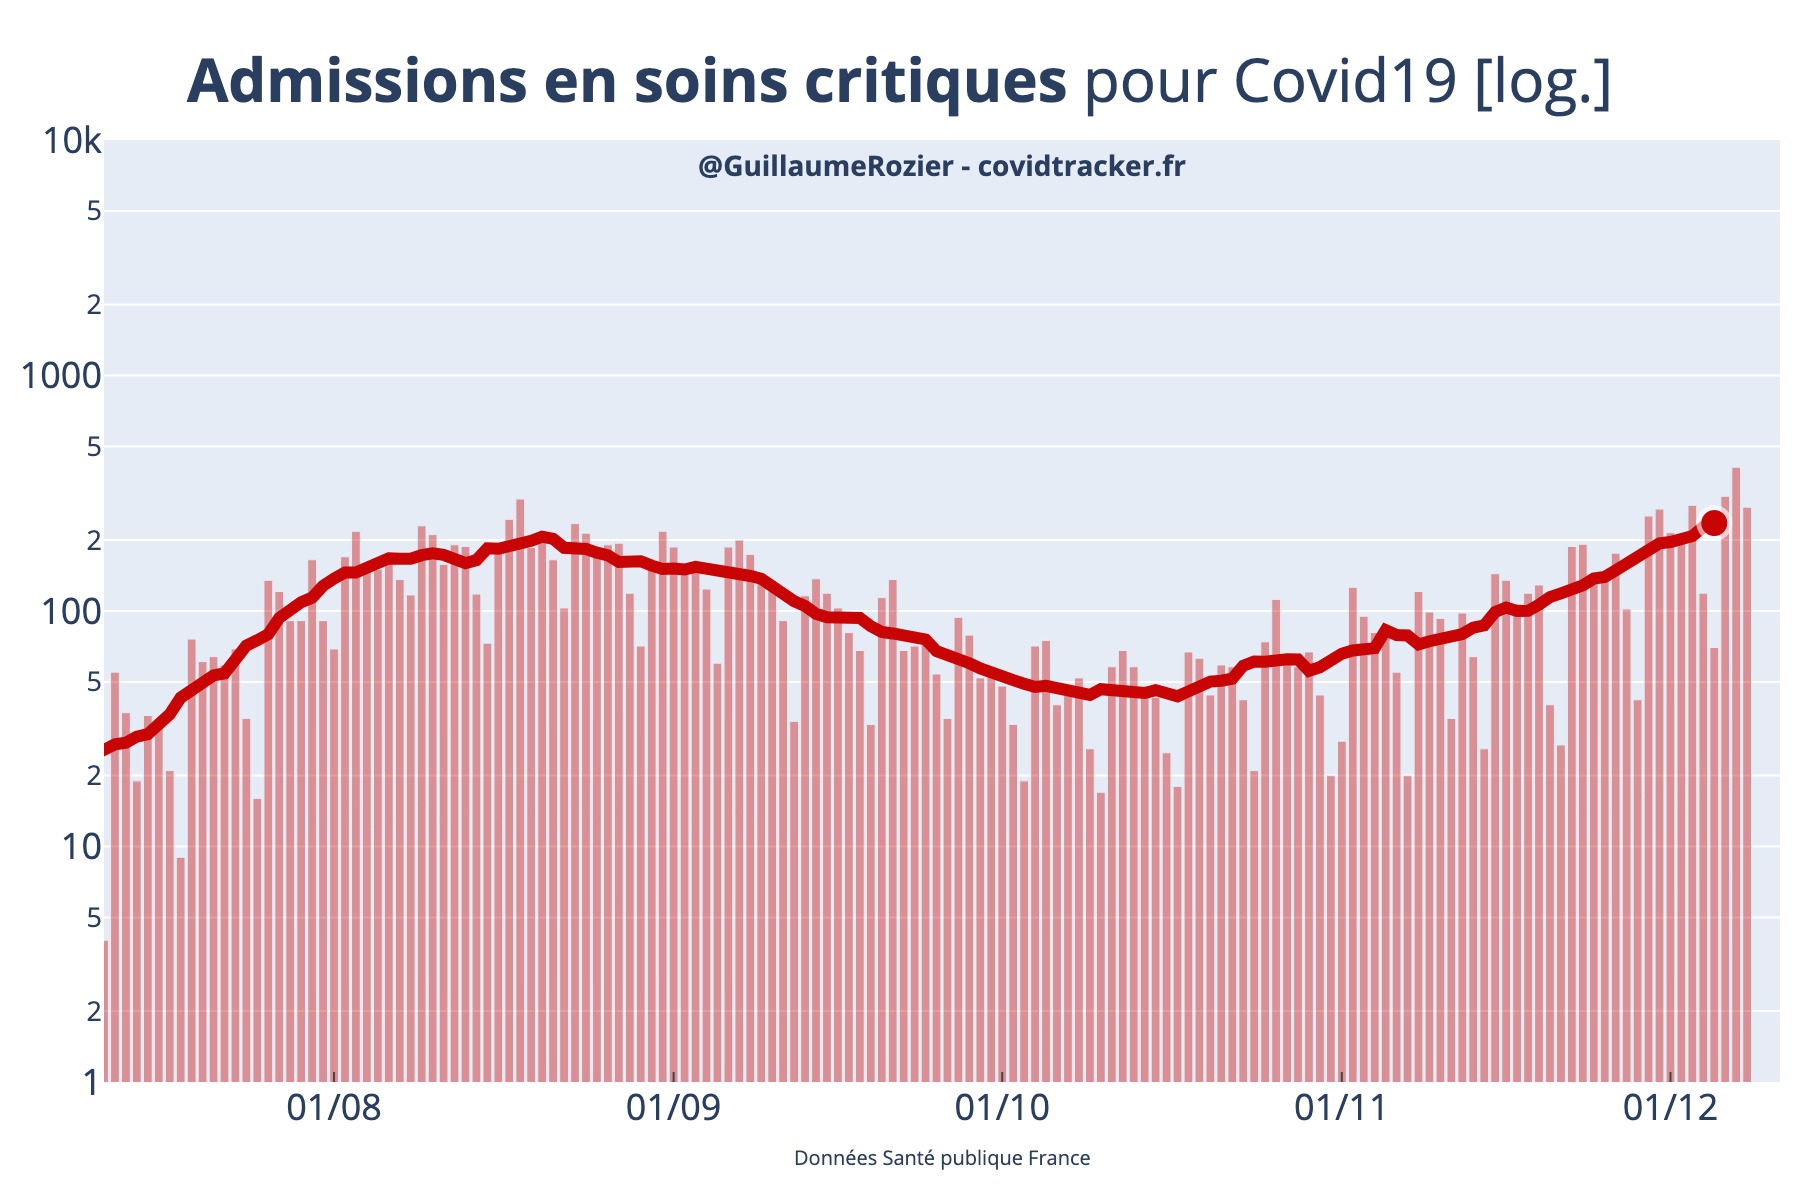 Admissions en soins critiques pour Covid19 [log.]
@GuillaumeRozier - covidtracker.fr
10k
5
2
1000
5
2
100
5
2
10
5
2
1
01/08 01/09 01/10 01/11 01/12
Données Santé publique France